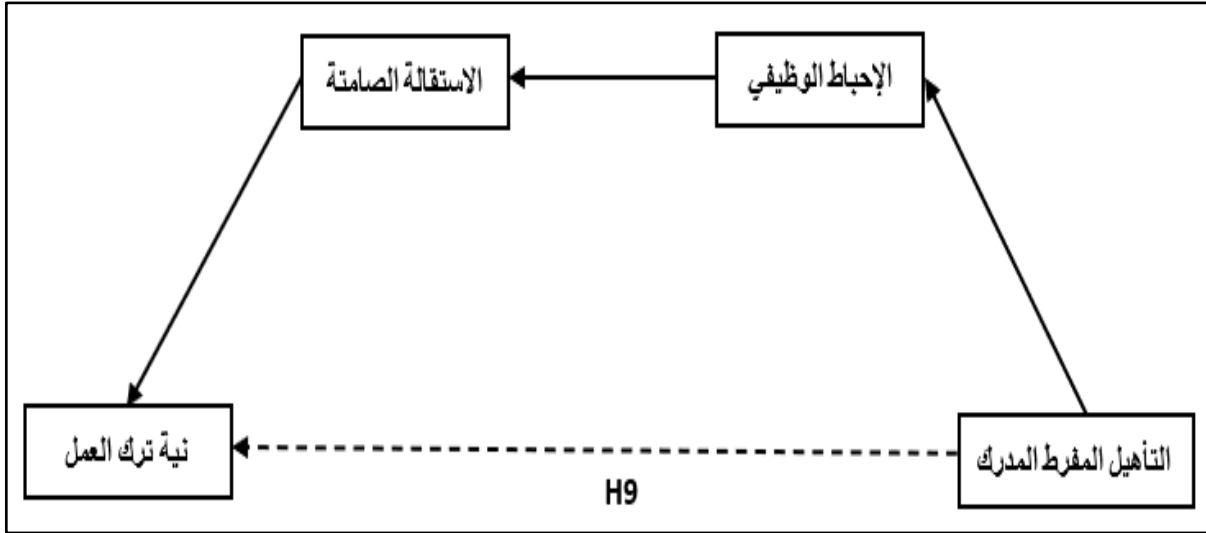 الإحباط الوظيفي
الاستقالة الصامتة
التأهيل المفرط المدرك
نية ترك العمل
H9